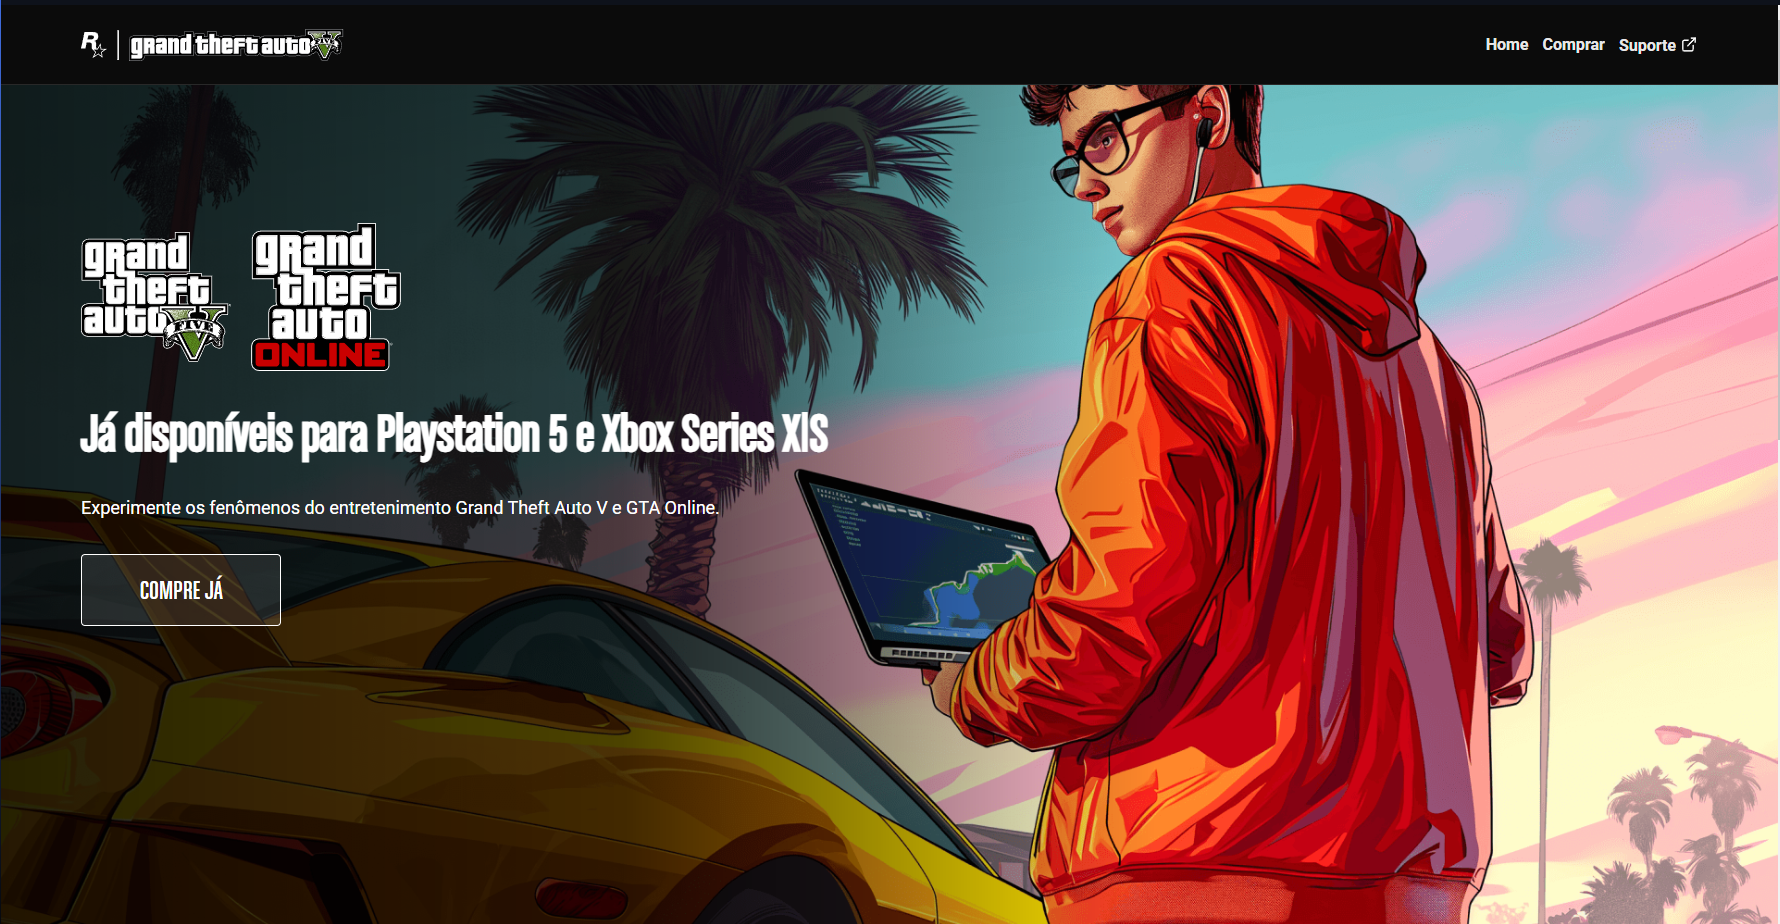 R
grand theft auto V
FIVE
Home
Comprar
Suporte
grand
theft
auto V
FIVE
grand
theft
auto
ONLINE
Já disponíveis para Playstation 5 e Xbox Series X|S
Experimente os fenômenos do entretenimento Grand Theft Auto V e GTA Online.
COMPRE JÁ